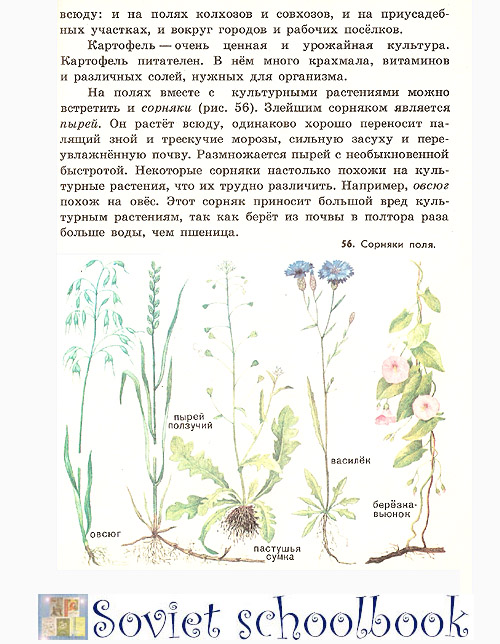 всюду: и на полях колхозов и совхозов, и на приусадеб-
ных участках, и вокруг городов и рабочих посёлков.
Картофель — очень ценная и урожайная культура.
Картофель питателен. В нём много крахмала, витаминов
и различных солей, нужных для организма.
На полях вместе с культурными растениями можно
встретить и сорняки (рис. 56). Злейшим сорняком является
пырей. Он растёт всюду, одинаково хорошо переносит па-
лящий зной и трескучие морозы, сильную засуху и пере-
увлажнённую почву. Размножается пырей с необыкновенной
быстротой. Некоторые сорняки настолько похожи на куль-
турные растения, что их трудно различить. Например, овсюг
похож на овёс. Этот сорняк приносит большой вред куль-
турным растениям, так как берёт из почвы в полтора раза
больше воды, чем пшеница.
56. Сорняки поля.
пырей
ползучий
василёк
берёзка-
вьюнок
овсюг
пастушья
сумка
Soviet schoolbook